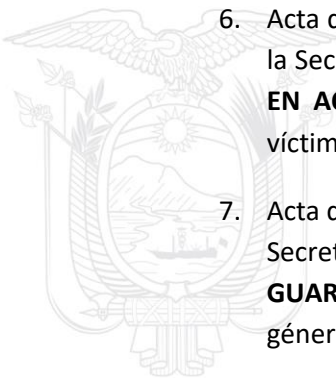 6. Acta d
la Sec
EN AC
víctim
7. Acta d
Secret
GUAR
géner